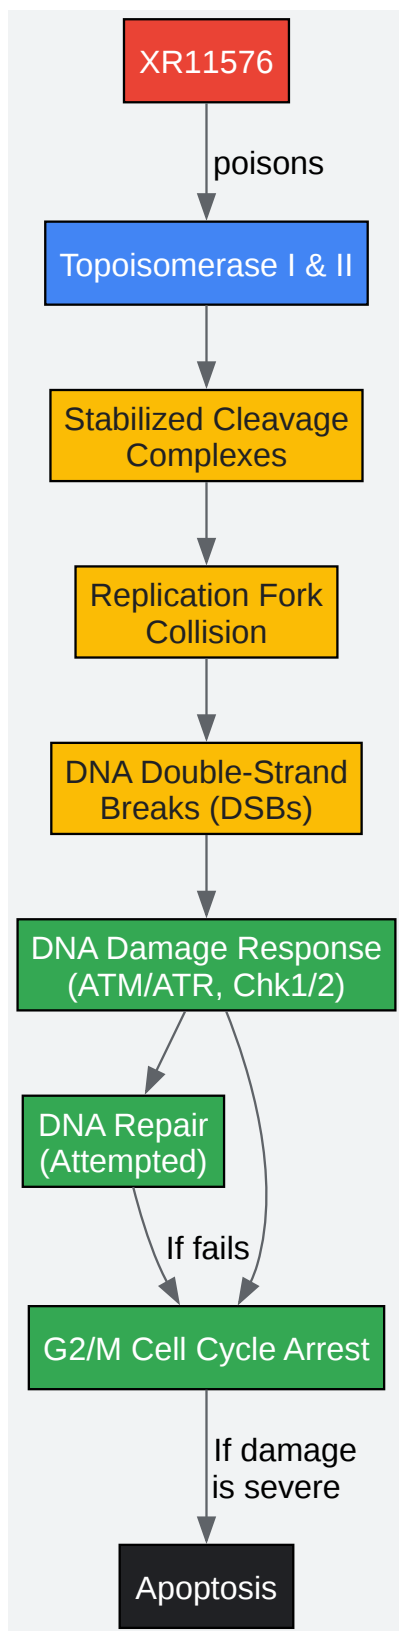 XR11576
poisons
Topoisomerase I & II
Stabilized Cleavage
Complexes
Replication Fork
Collision
DNA Double-Strand
Breaks (DSBs)
DNA Damage Response
(ATM/ATR, Chk1/2)
DNA Repair
(Attempted)
If fails
G2/M Cell Cycle Arrest
If damage
is severe
Apoptosis